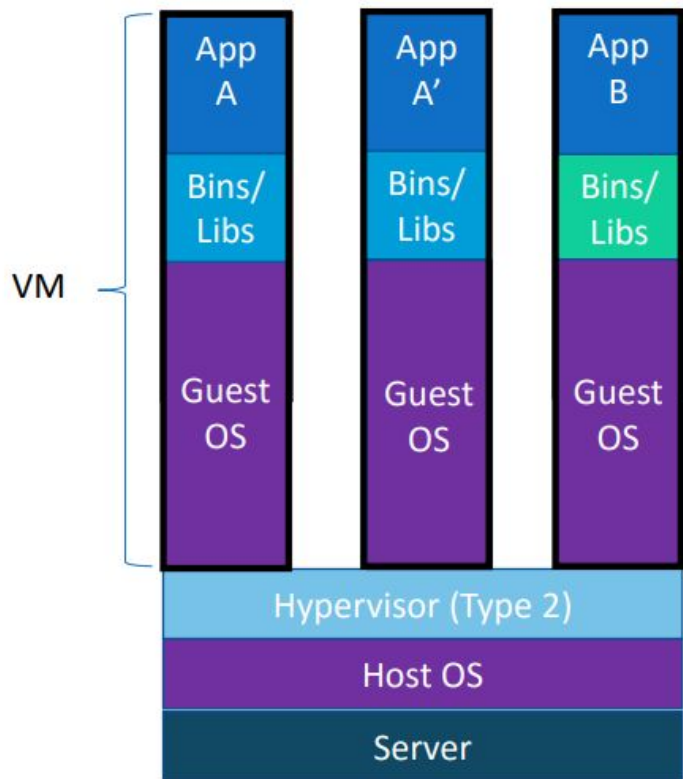 App
A
App
A’
App
B
Bins/
Libs
Bins/
Libs
Bins/
Libs
VM
Guest
OS
Guest
OS
Guest
OS
Hypervisor (Type 2)
Host OS
Server